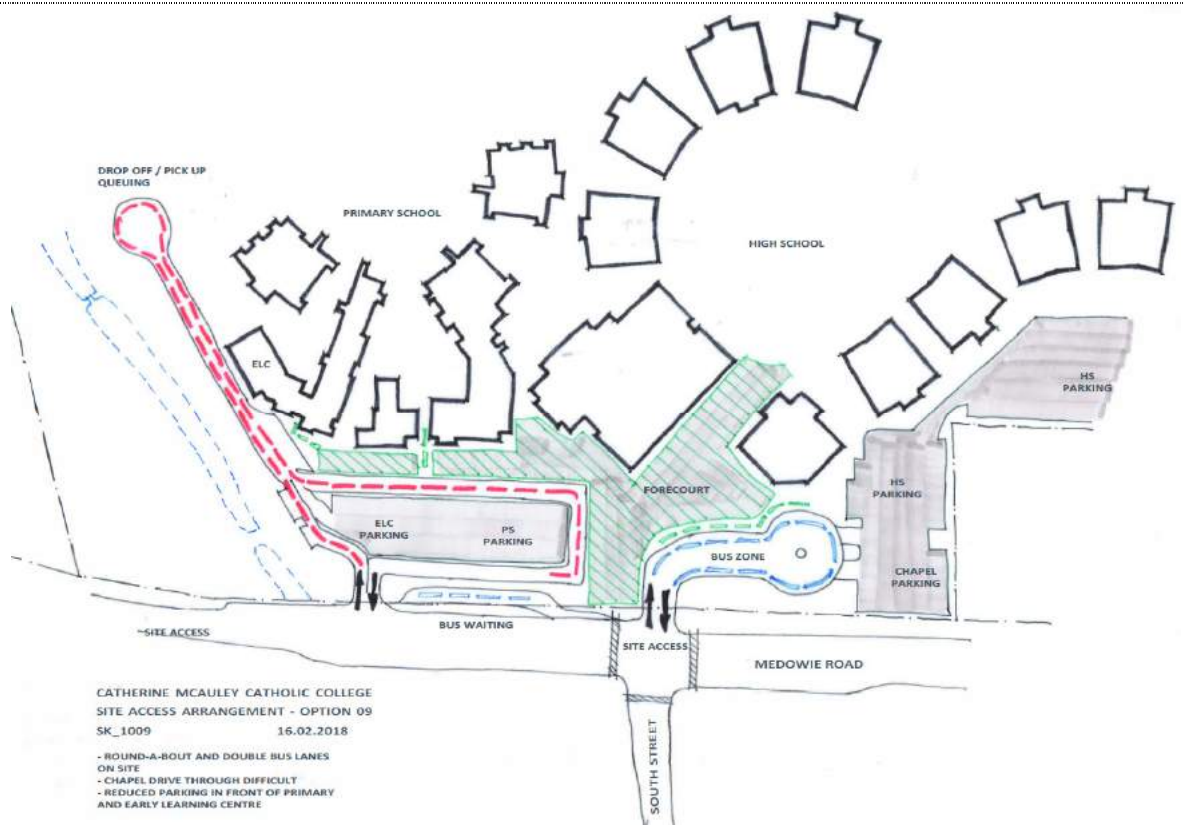 DROP OFF / PICK UP
QUEUING
PRIMARY SCHOOL
HIGH SCHOOL
ELC
HS
PARKING
FORECOURT
HS
PARKING
ELC
PARKING
PS
PARKING
BUS ZONE
CHAPEL
PARKING
SITE ACCESS
BUS WAITING
SITE ACCESS
MEDOWIE ROAD
SOUTH STREET
CATHERINE MCAULEY CATHOLIC COLLEGE
SITE ACCESS ARRANGEMENT - OPTION 09
SK_1009 16.02.2018
- ROUND-A-BOUT AND DOUBLE BUS LANES
ON SITE
- CHAPEL DRIVE THROUGH DIFFICULT
- REDUCED PARKING IN FRONT OF PRIMARY
AND EARLY LEARNING CENTRE